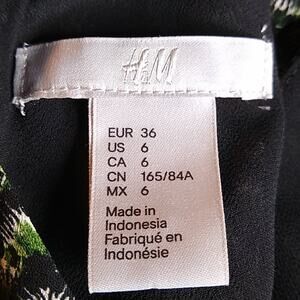 H&M
EUR 36
US 6
CA 6
CN 165/84A
MX 6
Made in
Indonesia
Fabriqué en
Indonésie